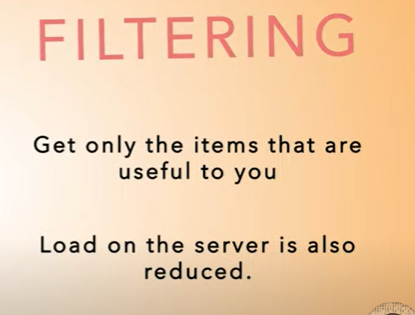 FILTERING
Get only the items that are
useful to you
Load on the server is also
reduced.